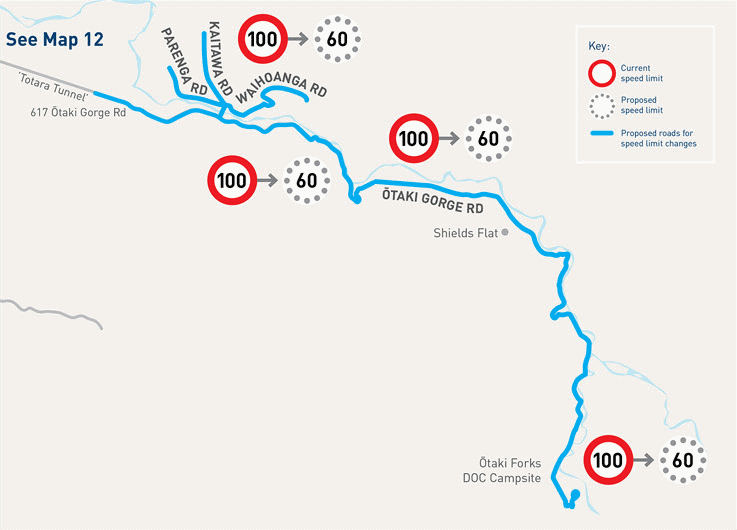 See Map 12
'Totara Tunnel'
617 Ōtaki Gorge Rd
PARENGA RD
KAITAWA RD
WAIHOANGA RD
100
60
Key:
Current
speed limit
Proposed
speed limit
Proposed roads for
speed limit changes
100
60
100
60
ŌTAKI GORGE RD
Shields Flat
Ōtaki Forks
DOC Campsite
100
60